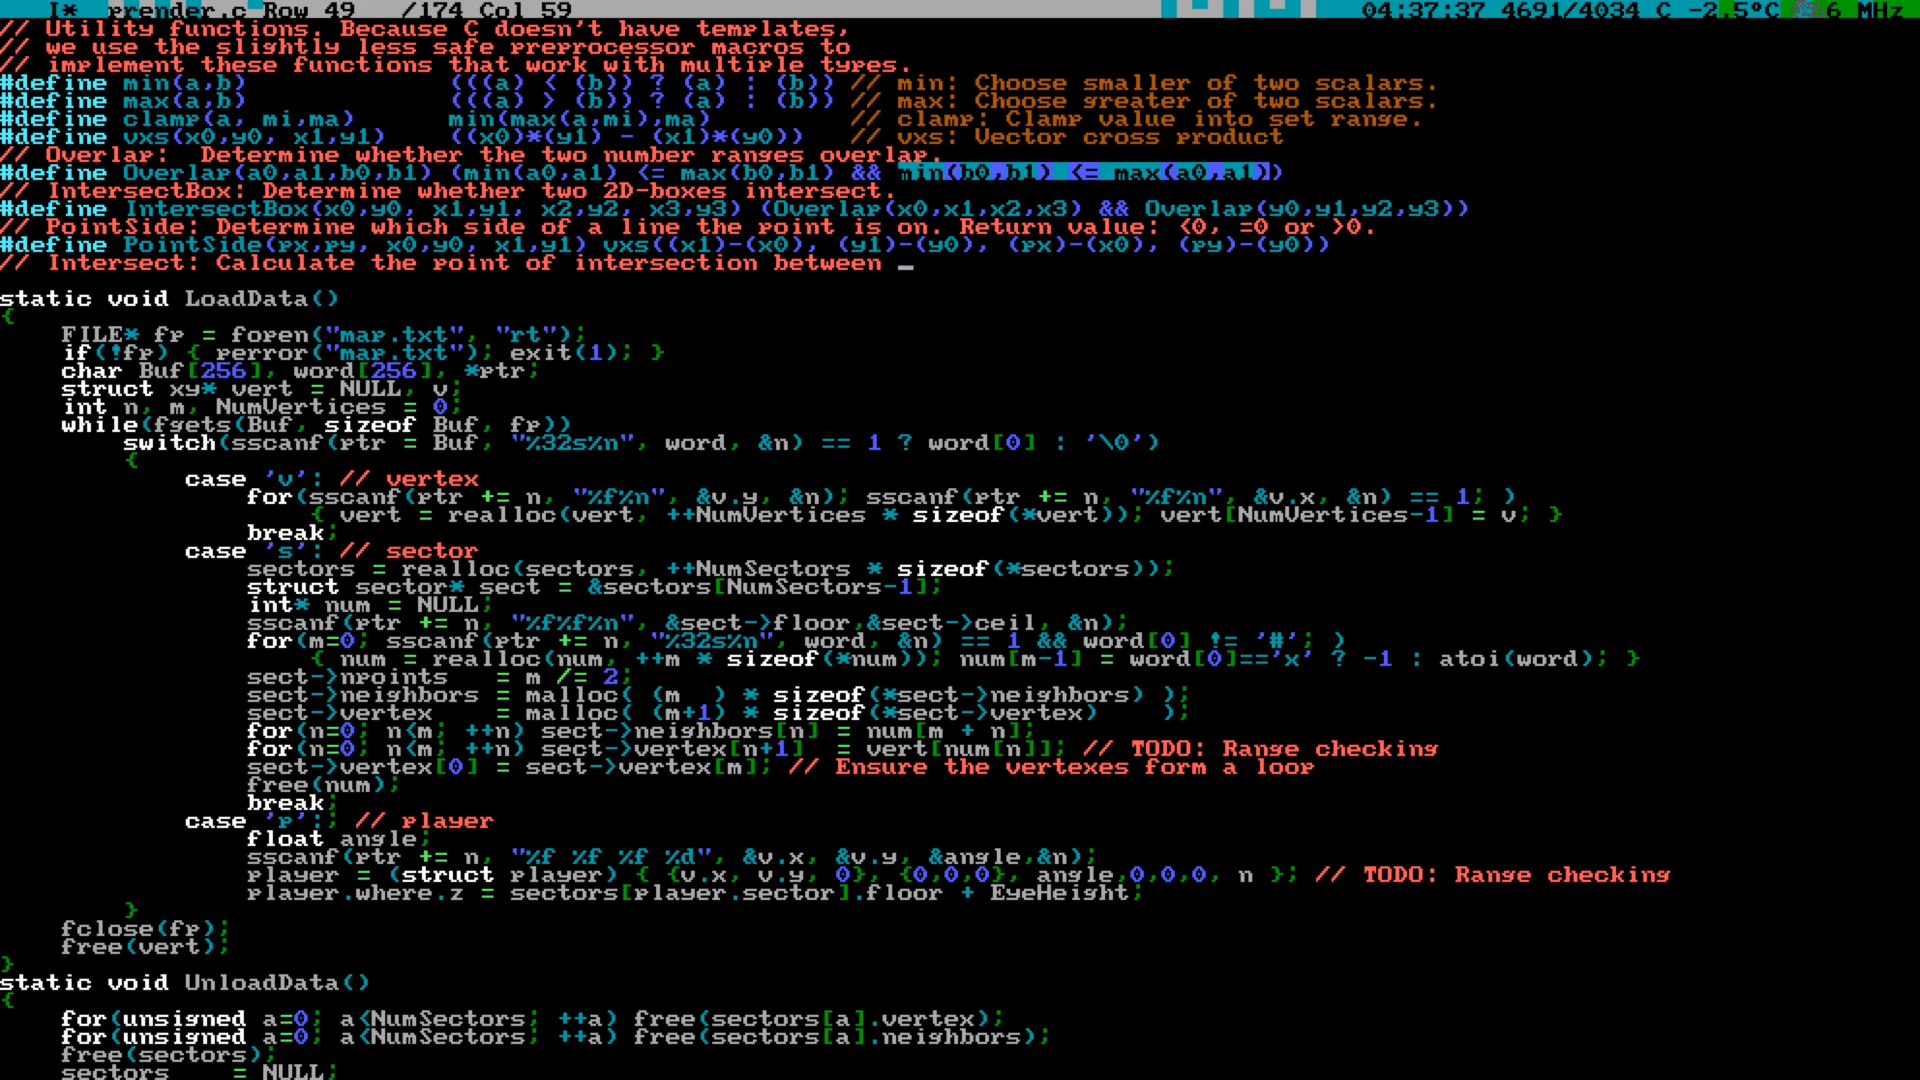 I* prender.c Row 49   /174 Col 59 04:37:37 4691/4034 C -2.5°C 6 MHz
// Utility functions. Because C doesn't have templates,
// we use the slightly less safe preprocessor macros to
// implement these functions that work with multiple types.
#define min(a,b)             (((a) < (b)) ? (a) : (b)) // min: Choose smaller of two scalars.
#define max(a,b)             (((a) > (b)) ? (a) : (b)) // max: Choose greater of two scalars.
#define clamp(a, mi,ma)      min(max(a,mi),ma)         // clamp: Clamp value into set range.
#define vxs(x0,y0, x1,y1)    ((x0)*(y1) - (x1)*(y0))   // vxs: Vector cross product
// Overlap:  Determine whether the two number ranges overlap.
#define Overlap(a0,a1,b0,b1) (min(a0,a1) <= max(b0,b1) && min(b0,b1) <= max(a0,a1))
// IntersectBox: Determine whether two 2D-boxes intersect.
#define IntersectBox(x0,y0, x1,y1, x2,y2, x3,y3) (Overlap(x0,x1,x2,x3) && Overlap(y0,y1,y2,y3))
// PointSide: Determine which side of a line the point is on. Return value: <0, =0 or >0.
#define PointSide(px,py, x0,y0, x1,y1) vxs((x1)-(x0), (y1)-(y0), (px)-(x0), (py)-(y0))
// Intersect: Calculate the point of intersection between _
static void LoadData()
{
    FILE* fp = fopen("map.txt", "rt");
    if(!fp) { perror("map.txt"); exit(1); }
    char Buf[256], word[256], *ptr;
    struct xy* vert = NULL, v;
    int n, m, NumVertices = 0;
    while(fgets(Buf, sizeof Buf, fp))
        switch(sscanf(ptr = Buf, "%32s%n", word, &n) == 1 ? word[0] : '\0')
        {
            case 'v': // vertex
                for(sscanf(ptr += n, "%f%n", &v.y, &n); sscanf(ptr += n, "%f%n", &v.x, &n) == 1; )
                    { vert = realloc(vert, ++NumVertices * sizeof(*vert)); vert[NumVertices-1] = v; }
                break;
            case 's': // sector
                sectors = realloc(sectors, ++NumSectors * sizeof(*sectors));
                struct sector* sect = &sectors[NumSectors-1];
                int* num = NULL;
                sscanf(ptr += n, "%f%f%n", &sect->floor,&sect->ceil, &n);
                for(m=0; sscanf(ptr += n, "%32s%n", word, &n) == 1 && word[0] != '#'; )
                    { num = realloc(num, ++m * sizeof(*num)); num[m-1] = word[0]=='x' ? -1 : atoi(word); }
                sect->npoints   = m /= 2;
                sect->neighbors = malloc( (m  ) * sizeof(*sect->neighbors) );
                sect->vertex    = malloc( (m+1) * sizeof(*sect->vertex)    );
                for(n=0; n<m; ++n) sect->neighbors[n] = num[m + n];
                for(n=0; n<m; ++n) sect->vertex[n+1]  = vert[num[n]]; // TODO: Range checking
                sect->vertex[0] = sect->vertex[m]; // Ensure the vertexes form a loop
                free(num);
                break;
            case 'p':; // player
                float angle;
                sscanf(ptr += n, "%f %f %f %d", &v.x, &v.y, &angle,&n);
                player = (struct player) { {v.x, v.y, 0}, {0,0,0}, angle,0,0,0, n }; // TODO: Range checking
                player.where.z = sectors[player.sector].floor + EyeHeight;
        }
    fclose(fp);
    free(vert);
}
static void UnloadData()
{
    for(unsigned a=0; a<NumSectors; ++a) free(sectors[a].vertex);
    for(unsigned a=0; a<NumSectors; ++a) free(sectors[a].neighbors);
    free(sectors);
    sectors    = NULL;